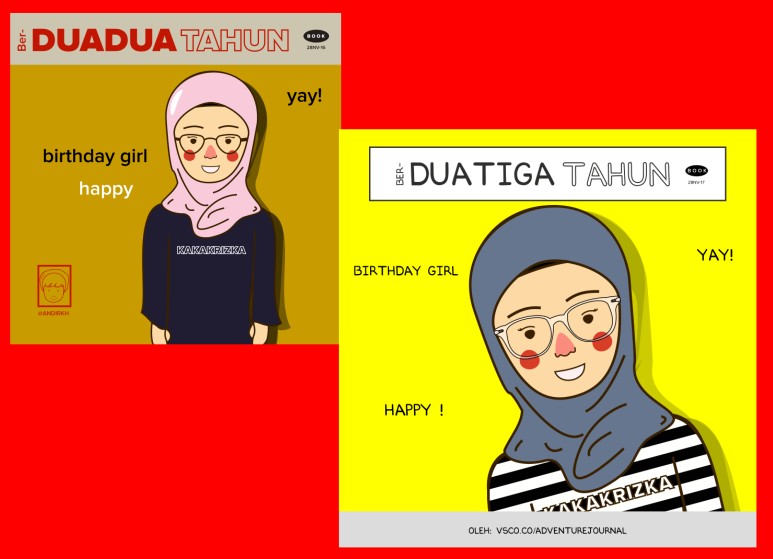 Ber- DUADUA TAHUN
BOOK
28NV-16
yay!
birthday girl
happy
KAKAKRIZKA
@ANDIRKH
BER- DUATIGA TAHUN
BOOK
28NV-17
YAY!
BIRTHDAY GIRL
HAPPY !
KAKAKRIZKA
OLEH: VSCO.CO/ADVENTUREJOURNAL